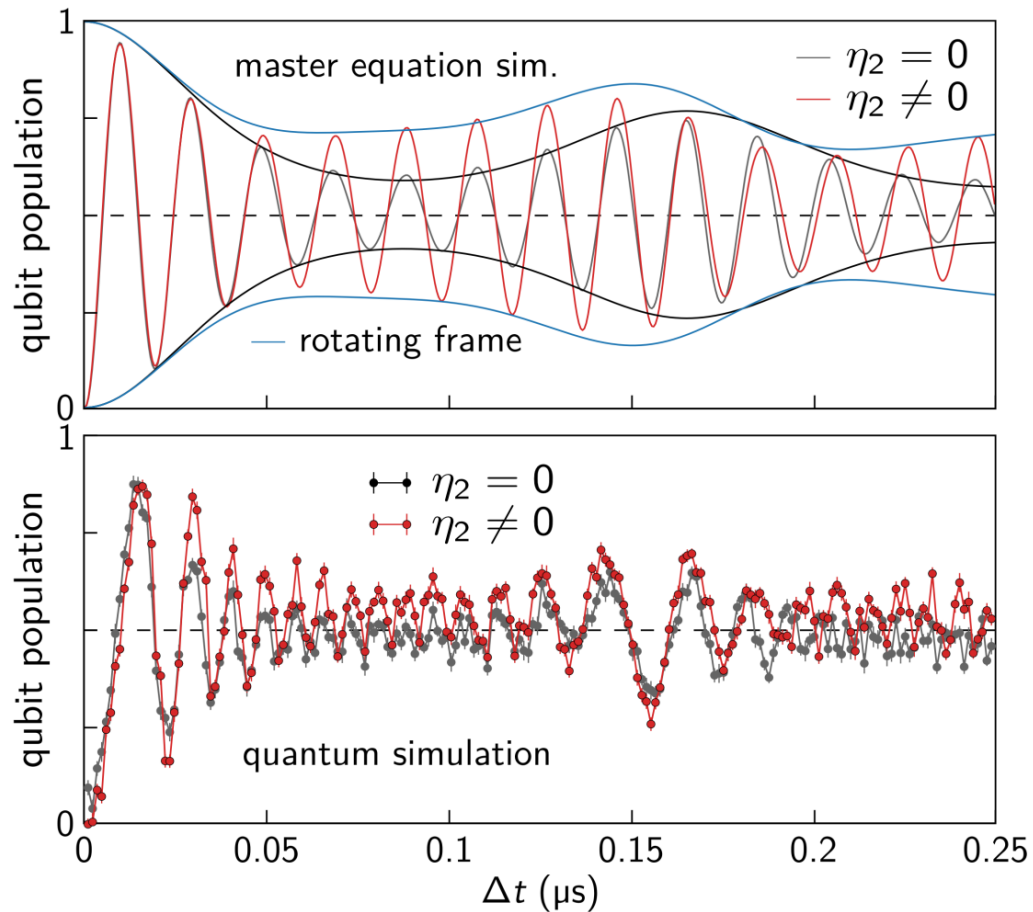 1
master equation sim.
η₂ = 0
η₂ ≠ 0
qubit population
rotating frame
0
1
η₂ = 0
η₂ ≠ 0
qubit population
quantum simulation
0
0 0.05 0.1 0.15 0.2 0.25
Δt (μs)